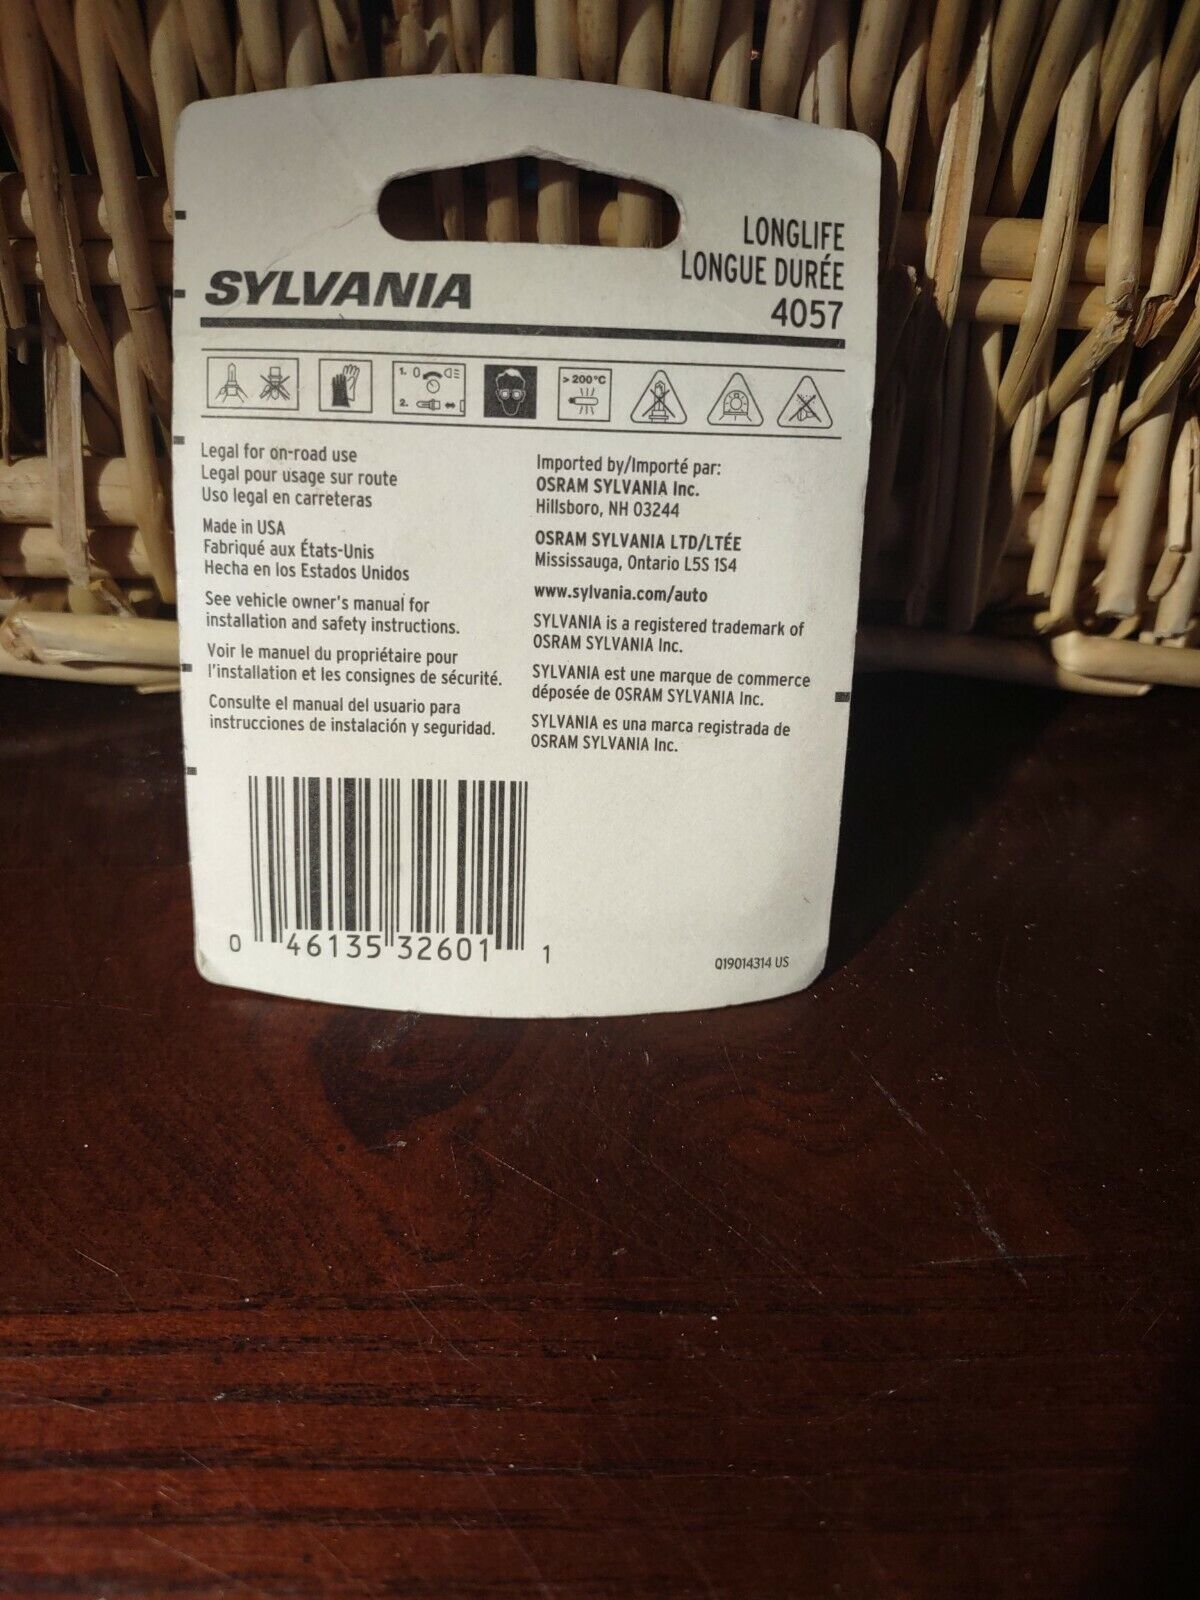 LONGLIFE
LONGUE DURÉE
4057
SYLVANIA
1. 0
2.
> 200°C
Legal for on-road use
Legal pour usage sur route
Uso legal en carreteras
Made in USA
Fabriqué aux États-Unis
Hecha en los Estados Unidos
See vehicle owner's manual for
installation and safety instructions.
Voir le manuel du propriétaire pour
l'installation et les consignes de sécurité.
Consulte el manual del usuario para
instrucciones de instalación y seguridad.
Imported by/Importé par:
OSRAM SYLVANIA Inc.
Hillsboro, NH 03244
OSRAM SYLVANIA LTD/LTÉE
Mississauga, Ontario L5S 1S4
www.sylvania.com/auto
SYLVANIA is a registered trademark of
OSRAM SYLVANIA Inc.
SYLVANIA est une marque de commerce
déposée de OSRAM SYLVANIA Inc.
SYLVANIA es una marca registrada de
OSRAM SYLVANIA Inc.
0 46135 32601 1
Q19014314 US